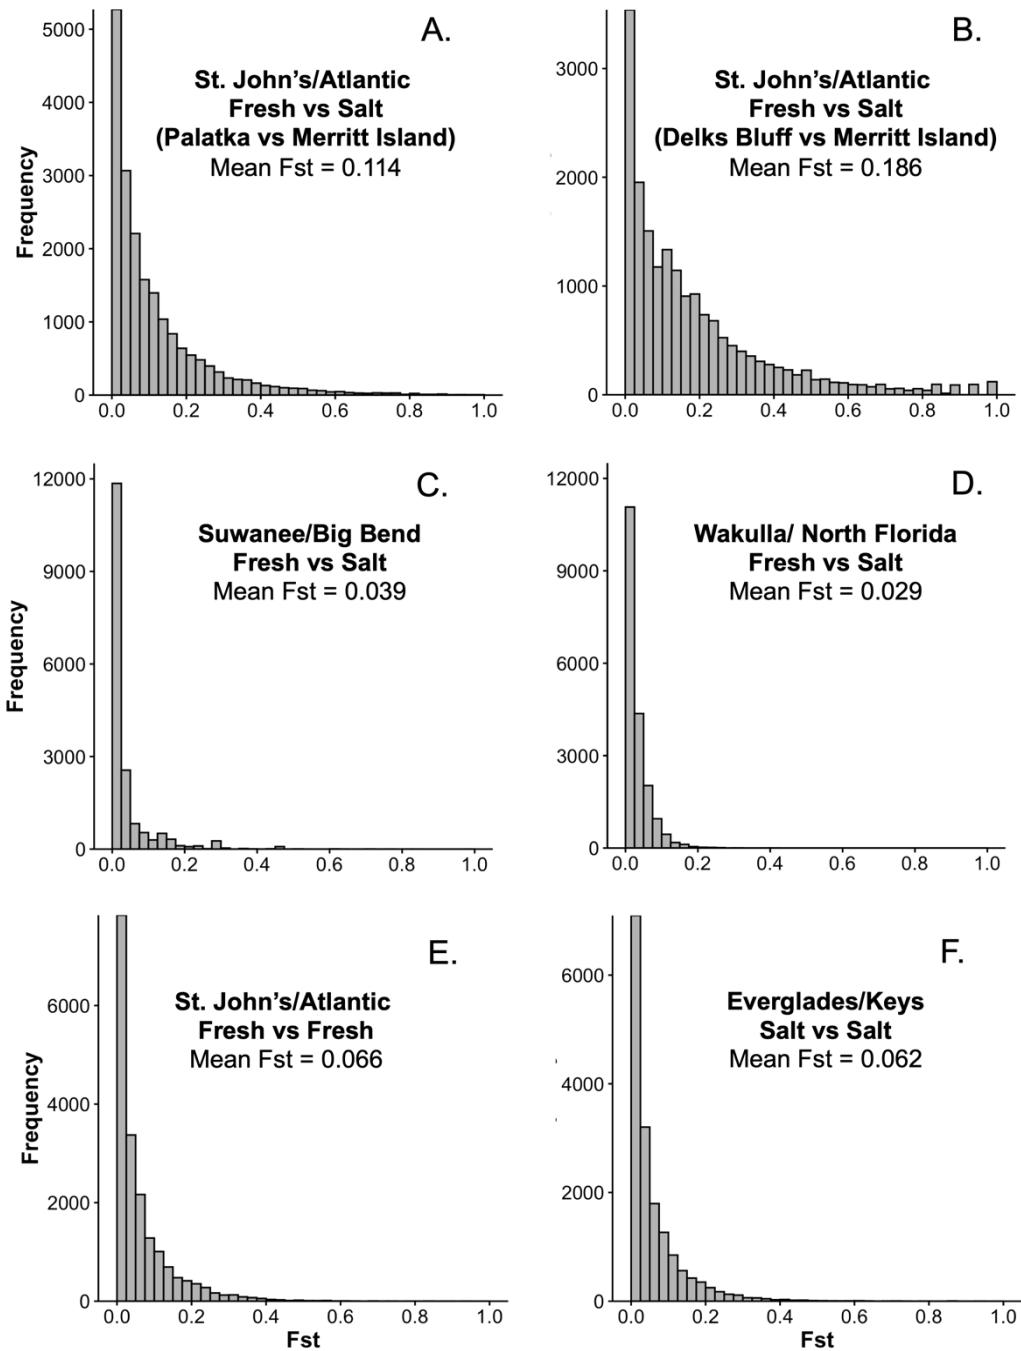 A.
St. John’s/Atlantic
Fresh vs Salt
(Palatka vs Merritt Island)
Mean Fst = 0.114
Frequency
5000
4000
3000
2000
1000
0
0.0 0.2 0.4 0.6 0.8 1.0
B.
St. John’s/Atlantic
Fresh vs Salt
(Delks Bluff vs Merritt Island)
Mean Fst = 0.186
3000
2000
1000
0
0.0 0.2 0.4 0.6 0.8 1.0
C.
Suwanee/Big Bend
Fresh vs Salt
Mean Fst = 0.039
Frequency
12000
9000
6000
3000
0
0.0 0.2 0.4 0.6 0.8 1.0
D.
Wakulla/ North Florida
Fresh vs Salt
Mean Fst = 0.029
12000
9000
6000
3000
0
0.0 0.2 0.4 0.6 0.8 1.0
E.
St. John’s/Atlantic
Fresh vs Fresh
Mean Fst = 0.066
Frequency
6000
4000
2000
0
0.0 0.2 0.4 0.6 0.8 1.0
Fst
F.
Everglades/Keys
Salt vs Salt
Mean Fst = 0.062
6000
4000
2000
0
0.0 0.2 0.4 0.6 0.8 1.0
Fst